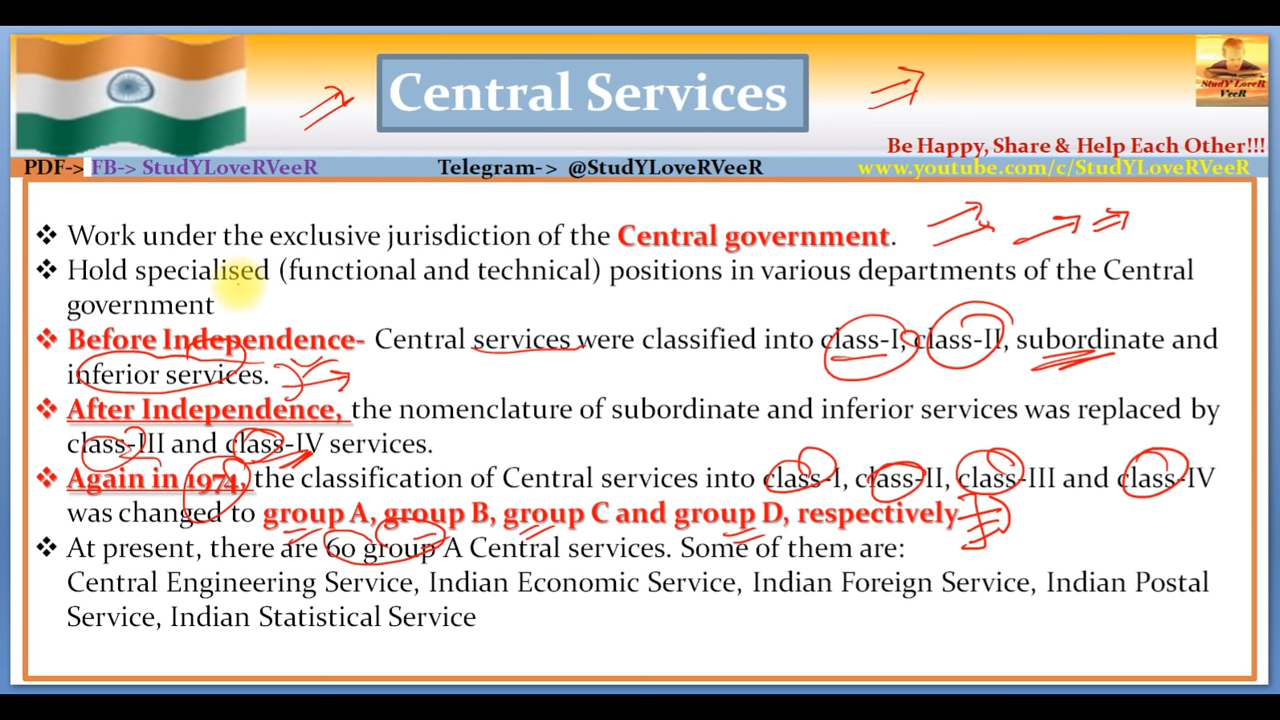 Central Services
StudY LoveR
VeeR
Be Happy, Share & Help Each Other!!!
PDF-> FB-> StudYLoveRVeeR Telegram-> @StudYLoveRVeeR www.youtube.com/c/StudYLoveRVeeR
❖ Work under the exclusive jurisdiction of the Central government.
❖ Hold specialised (functional and technical) positions in various departments of the Central
government
❖ Before Independence- Central services were classified into class-I, class-II, subordinate and
inferior services.
❖ After Independence, the nomenclature of subordinate and inferior services was replaced by
class-III and class-IV services.
❖ Again in 1974, the classification of Central services into class-I, class-II, class-III and class-IV
was changed to group A, group B, group C and group D, respectively
❖ At present, there are 60 group A Central services. Some of them are:
Central Engineering Service, Indian Economic Service, Indian Foreign Service, Indian Postal
Service, Indian Statistical Service